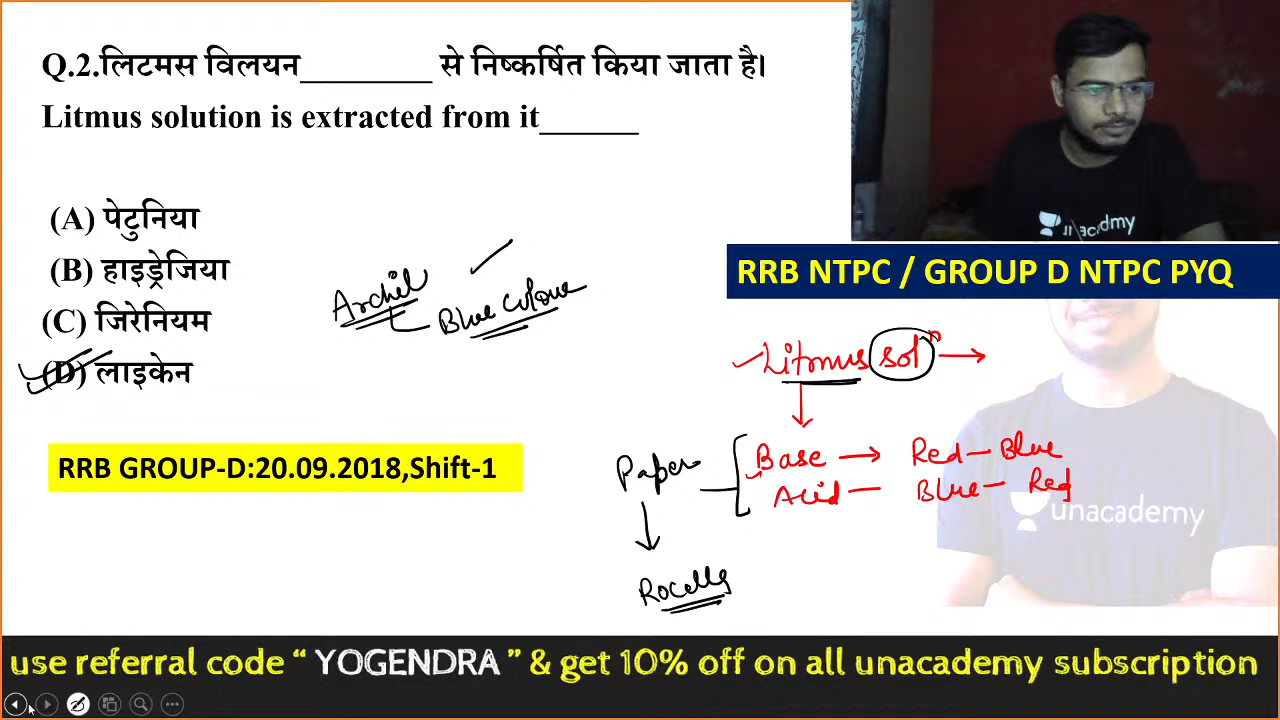 Q.2.लिटमस विलयन________ से निष्कर्षित किया जाता है।
Litmus solution is extracted from it______
(A) पेटुनिया
(B) हाइड्रेजिया
(C) जिरेनियम
(D) लाइकेन
Archil
Blue colour
RRB GROUP-D:20.09.2018,Shift-1
unacademy
RRB NTPC / GROUP D NTPC PYQ
Litmus soln →
Paper
Base → Red - Blue
Acid - Blue - Red
Rocella
unacademy
use referral code “ YOGENDRA ” & get 10% off on all unacademy subscription